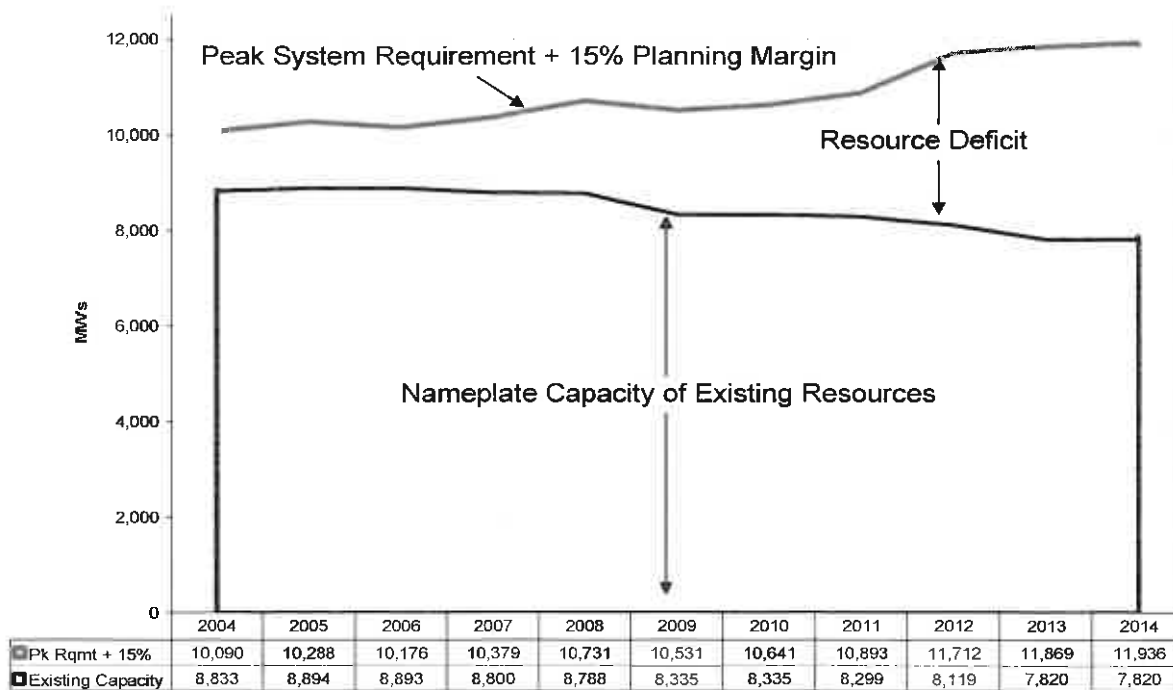 12,000
Peak System Requirement + 15% Planning Margin
10,000
Resource Deficit
8,000
MWs
6,000
Nameplate Capacity of Existing Resources
4,000
2,000
0
2004 2005 2006 2007 2008 2009 2010 2011 2012 2013 2014
Pk Rqmt + 15% 10,090 10,288 10,176 10,379 10,731 10,531 10,641 10,893 11,712 11,869 11,936
Existing Capacity 8,833 8,894 8,893 8,800 8,788 8,335 8,335 8,299 8,119 7,820 7,820